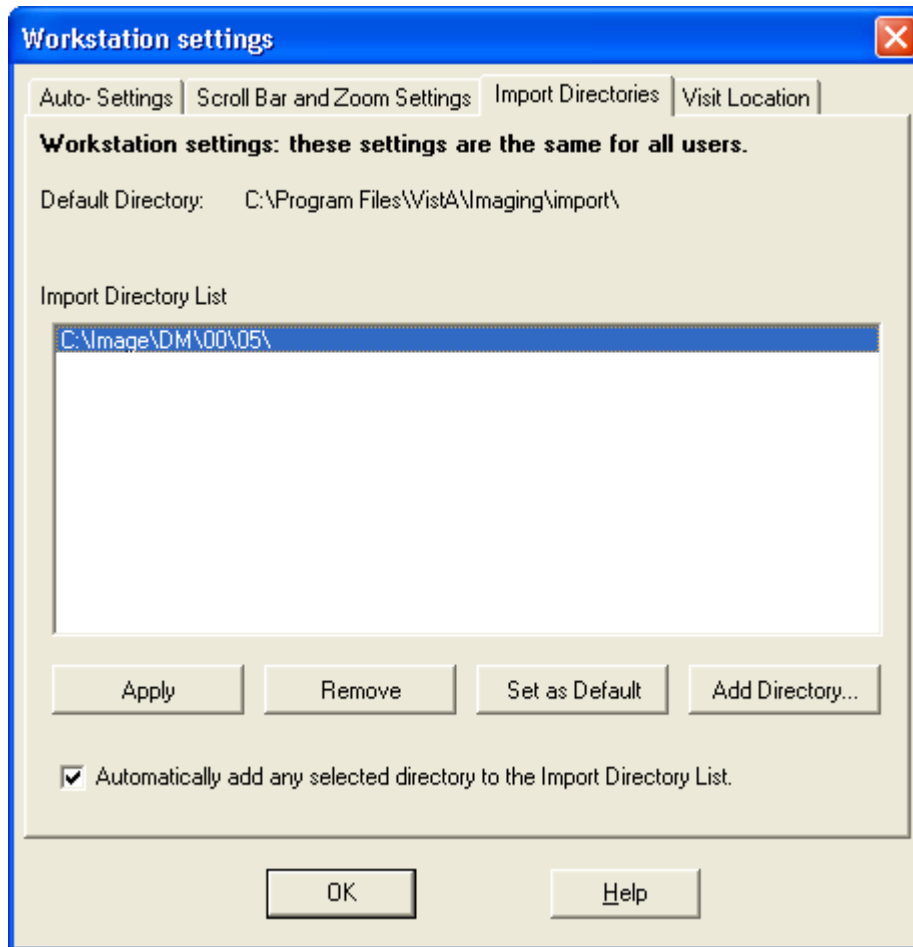 Workstation settings
Auto- Settings Scroll Bar and Zoom Settings Import Directories Visit Location
Workstation settings: these settings are the same for all users.
Default Directory: C:\Program Files\VistA\Imaging\import\
Import Directory List
C:\Image\DM\00\05\
Apply Remove Set as Default Add Directory...
Automatically add any selected directory to the Import Directory List.
OK Help